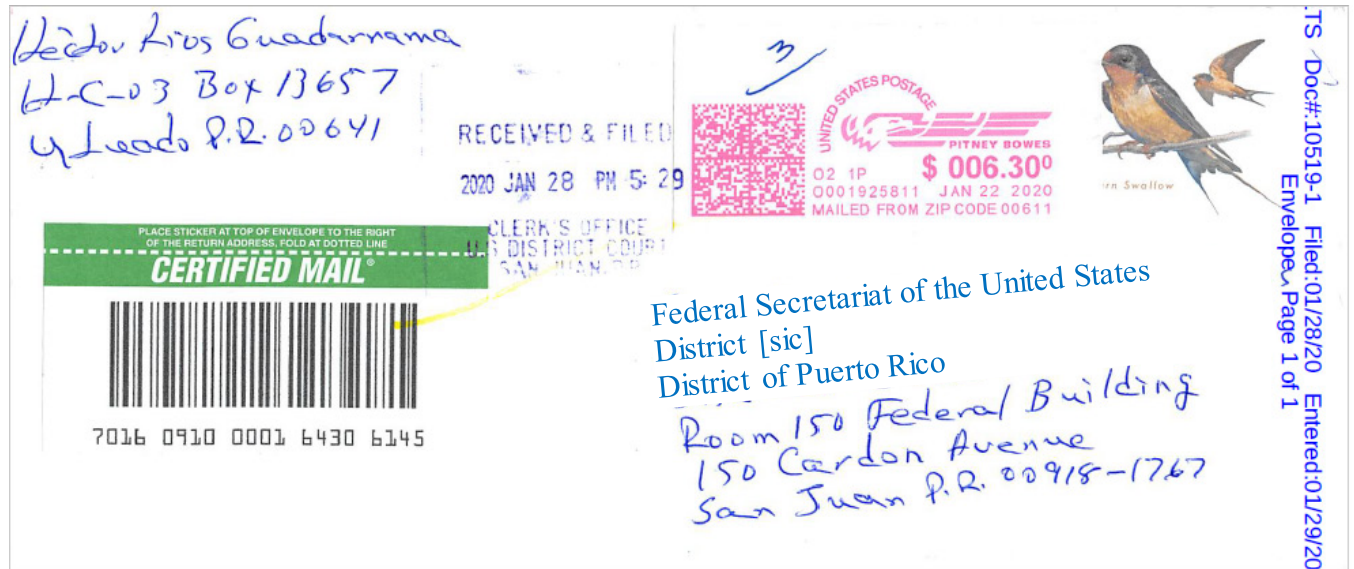 Hèctor Rios Guadarrama
H-C-03 Box 13657
Utuado P.R. 00641
RECEIVED & FILED
2020 JAN 28 PM 5:29
CLERK'S OFFICE
U.S DISTRICT COURT
SAN JUAN, P.R.
3
UNITED STATES POSTAGE
PITNEY BOWES
$ 006.30⁰
02 1P
0001925811 JAN 22 2020
MAILED FROM ZIP CODE 00611
rn Swallow
PLACE STICKER AT TOP OF ENVELOPE TO THE RIGHT
OF THE RETURN ADDRESS, FOLD AT DOTTED LINE
CERTIFIED MAIL®
7016 0910 0001 6430 6145
Federal Secretariat of the United States
District [sic]
District of Puerto Rico
Room 150 Federal Building
150 Cardon Avenue
San Juan P.R. 00918-1767
LTS Doc#:10519-1 Filed:01/28/20 Entered:01/29/20
Envelope Page 1 of 1